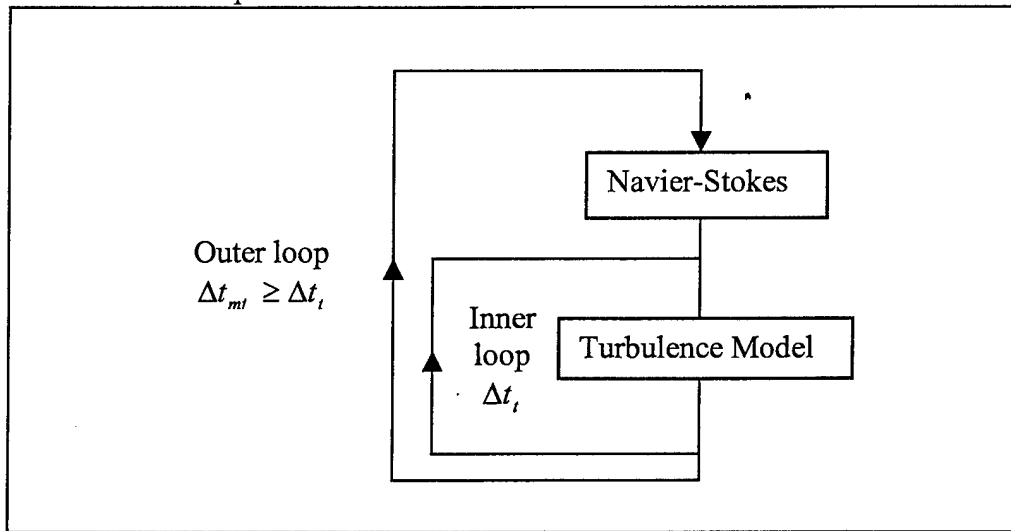 Navier-Stokes
Outer loop
Δt_mt ≥ Δt_t
Inner
loop
Δt_t
Turbulence Model